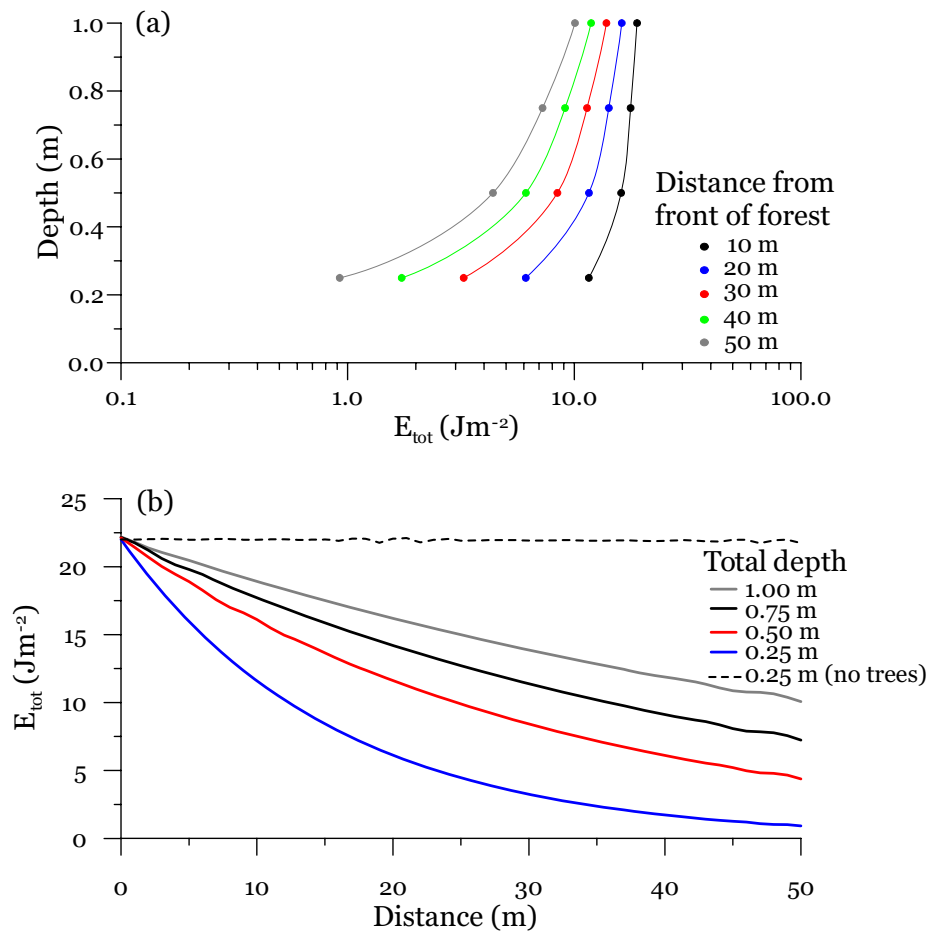 (a)
1.0
0.8
0.6
0.4
0.2
0.0
Depth (m)
0.1
1.0
10.0
100.0
E_tot (Jm⁻²)
Distance from
front of forest
10 m
20 m
30 m
40 m
50 m
(b)
25
20
15
10
5
0
E_tot (Jm⁻²)
Total depth
1.00 m
0.75 m
0.50 m
0.25 m
0.25 m (no trees)
0
10
20
30
40
50
Distance (m)